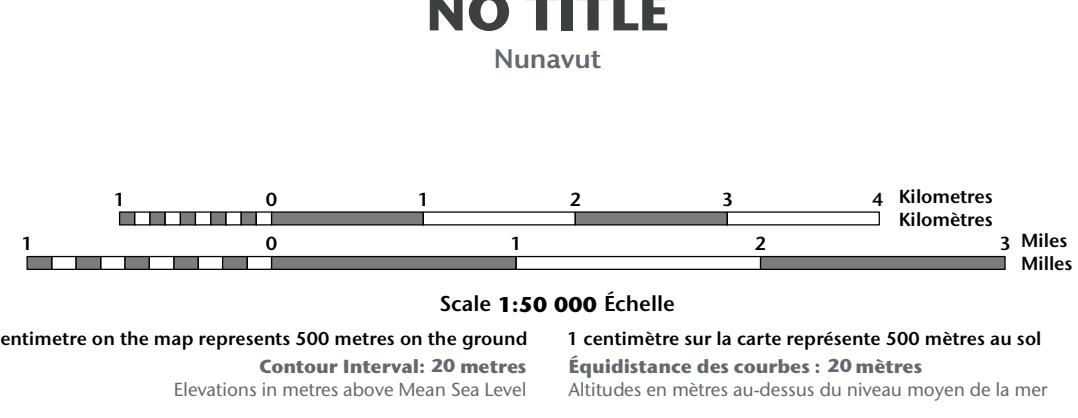 NO TITLE
Nunavut
1 0 1 2 3 4 Kilometres
Kilomètres
1 0 1 2 3 Miles
Milles
Scale 1:50 000 Échelle
entimetre on the map represents 500 metres on the ground 1 centimètre sur la carte représente 500 mètres au sol
Contour Interval: 20 metres Équidistance des courbes : 20 mètres
Elevations in metres above Mean Sea Level Altitudes en mètres au-dessus du niveau moyen de la mer